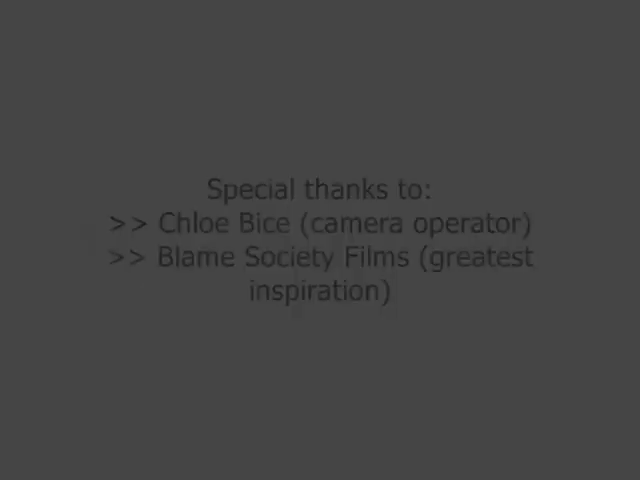 Special thanks to:
>> Chloe Bice (camera operator)
>> Blame Society Films (greatest
inspiration)